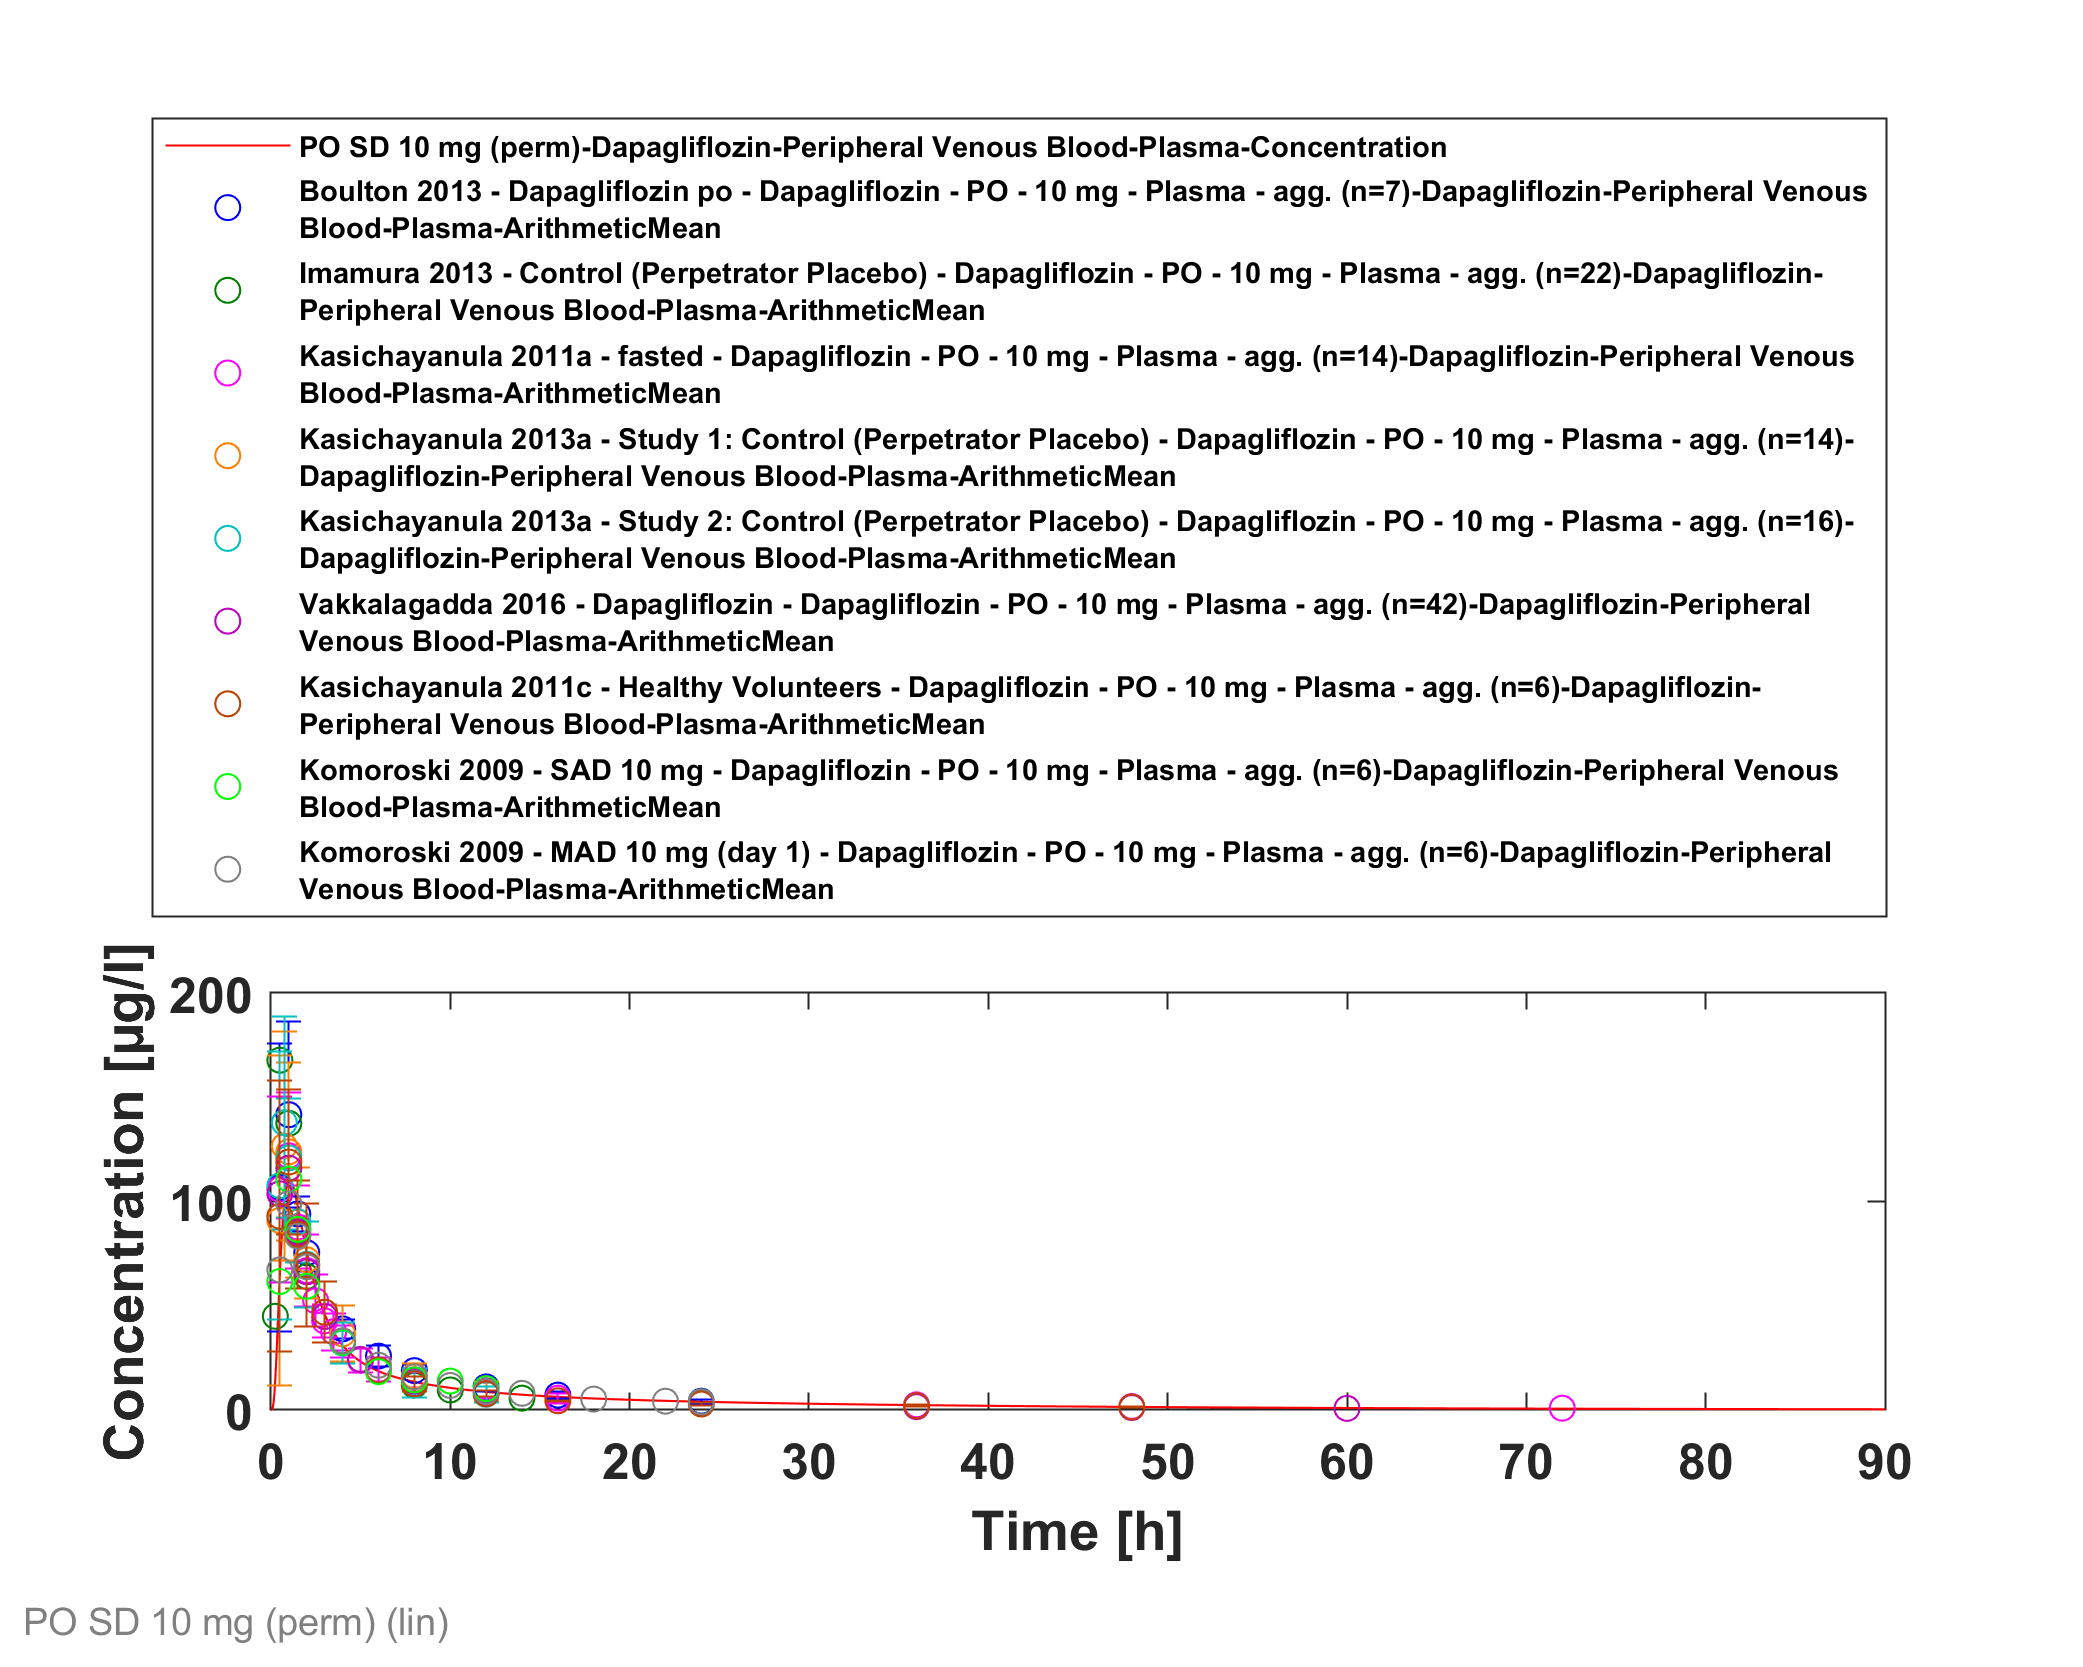 PO SD 10 mg (perm)-Dapagliflozin-Peripheral Venous Blood-Plasma-Concentration
Boulton 2013 - Dapagliflozin po - Dapagliflozin - PO - 10 mg - Plasma - agg. (n=7)-Dapagliflozin-Peripheral Venous
Blood-Plasma-ArithmeticMean
Imamura 2013 - Control (Perpetrator Placebo) - Dapagliflozin - PO - 10 mg - Plasma - agg. (n=22)-Dapagliflozin-
Peripheral Venous Blood-Plasma-ArithmeticMean
Kasichayanula 2011a - fasted - Dapagliflozin - PO - 10 mg - Plasma - agg. (n=14)-Dapagliflozin-Peripheral Venous
Blood-Plasma-ArithmeticMean
Kasichayanula 2013a - Study 1: Control (Perpetrator Placebo) - Dapagliflozin - PO - 10 mg - Plasma - agg. (n=14)-
Dapagliflozin-Peripheral Venous Blood-Plasma-ArithmeticMean
Kasichayanula 2013a - Study 2: Control (Perpetrator Placebo) - Dapagliflozin - PO - 10 mg - Plasma - agg. (n=16)-
Dapagliflozin-Peripheral Venous Blood-Plasma-ArithmeticMean
Vakkalagadda 2016 - Dapagliflozin - Dapagliflozin - PO - 10 mg - Plasma - agg. (n=42)-Dapagliflozin-Peripheral
Venous Blood-Plasma-ArithmeticMean
Kasichayanula 2011c - Healthy Volunteers - Dapagliflozin - PO - 10 mg - Plasma - agg. (n=6)-Dapagliflozin-
Peripheral Venous Blood-Plasma-ArithmeticMean
Komoroski 2009 - SAD 10 mg - Dapagliflozin - PO - 10 mg - Plasma - agg. (n=6)-Dapagliflozin-Peripheral Venous
Blood-Plasma-ArithmeticMean
Komoroski 2009 - MAD 10 mg (day 1) - Dapagliflozin - PO - 10 mg - Plasma - agg. (n=6)-Dapagliflozin-Peripheral
Venous Blood-Plasma-ArithmeticMean
Concentration [µg/l]
200
100
0
0 10 20 30 40 50 60 70 80 90
Time [h]
PO SD 10 mg (perm) (lin)